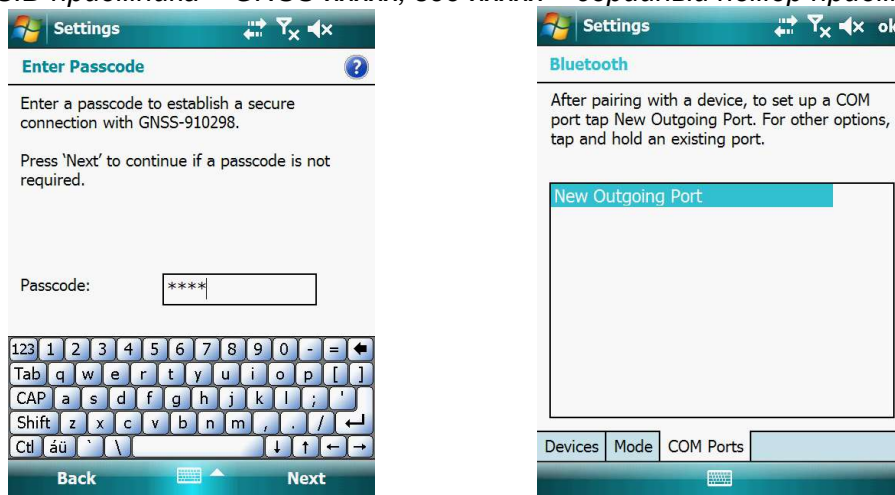 Settings
Enter Passcode
Enter a passcode to establish a secure
connection with GNSS-910298.
Press `Next' to continue if a passcode is not
required.
Passcode: ****
123 1 2 3 4 5 6 7 8 9 0 - =
Tab q w e r t y u i o p [ ]
CAP a s d f g h j k l ; '
Shift z x c v b n m , . /
Ctl áü ` \
Back Next
Settings ok
Bluetooth
After pairing with a device, to set up a COM
port tap New Outgoing Port. For other options,
tap and hold an existing port.
New Outgoing Port
Devices Mode COM Ports